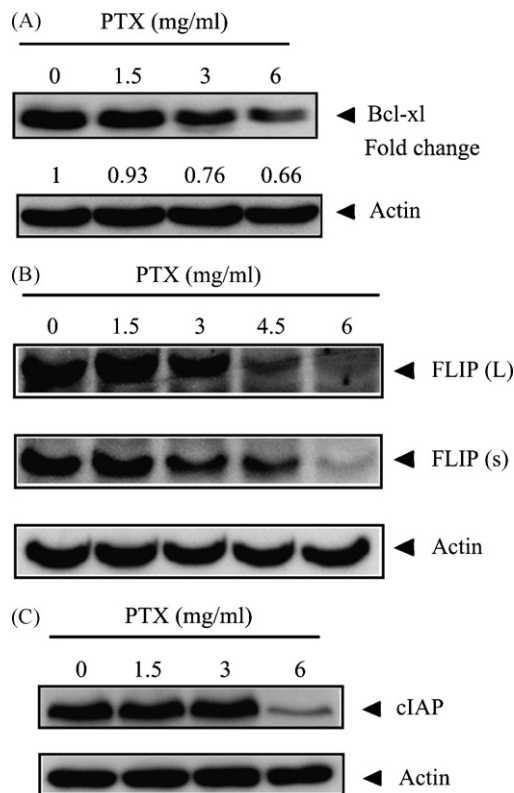 (A)
PTX (mg/ml)
0 1.5 3 6
Bcl-xl
Fold change
1 0.93 0.76 0.66
Actin
(B)
PTX (mg/ml)
0 1.5 3 4.5 6
FLIP (L)
FLIP (s)
Actin
(C)
PTX (mg/ml)
0 1.5 3 6
cIAP
Actin